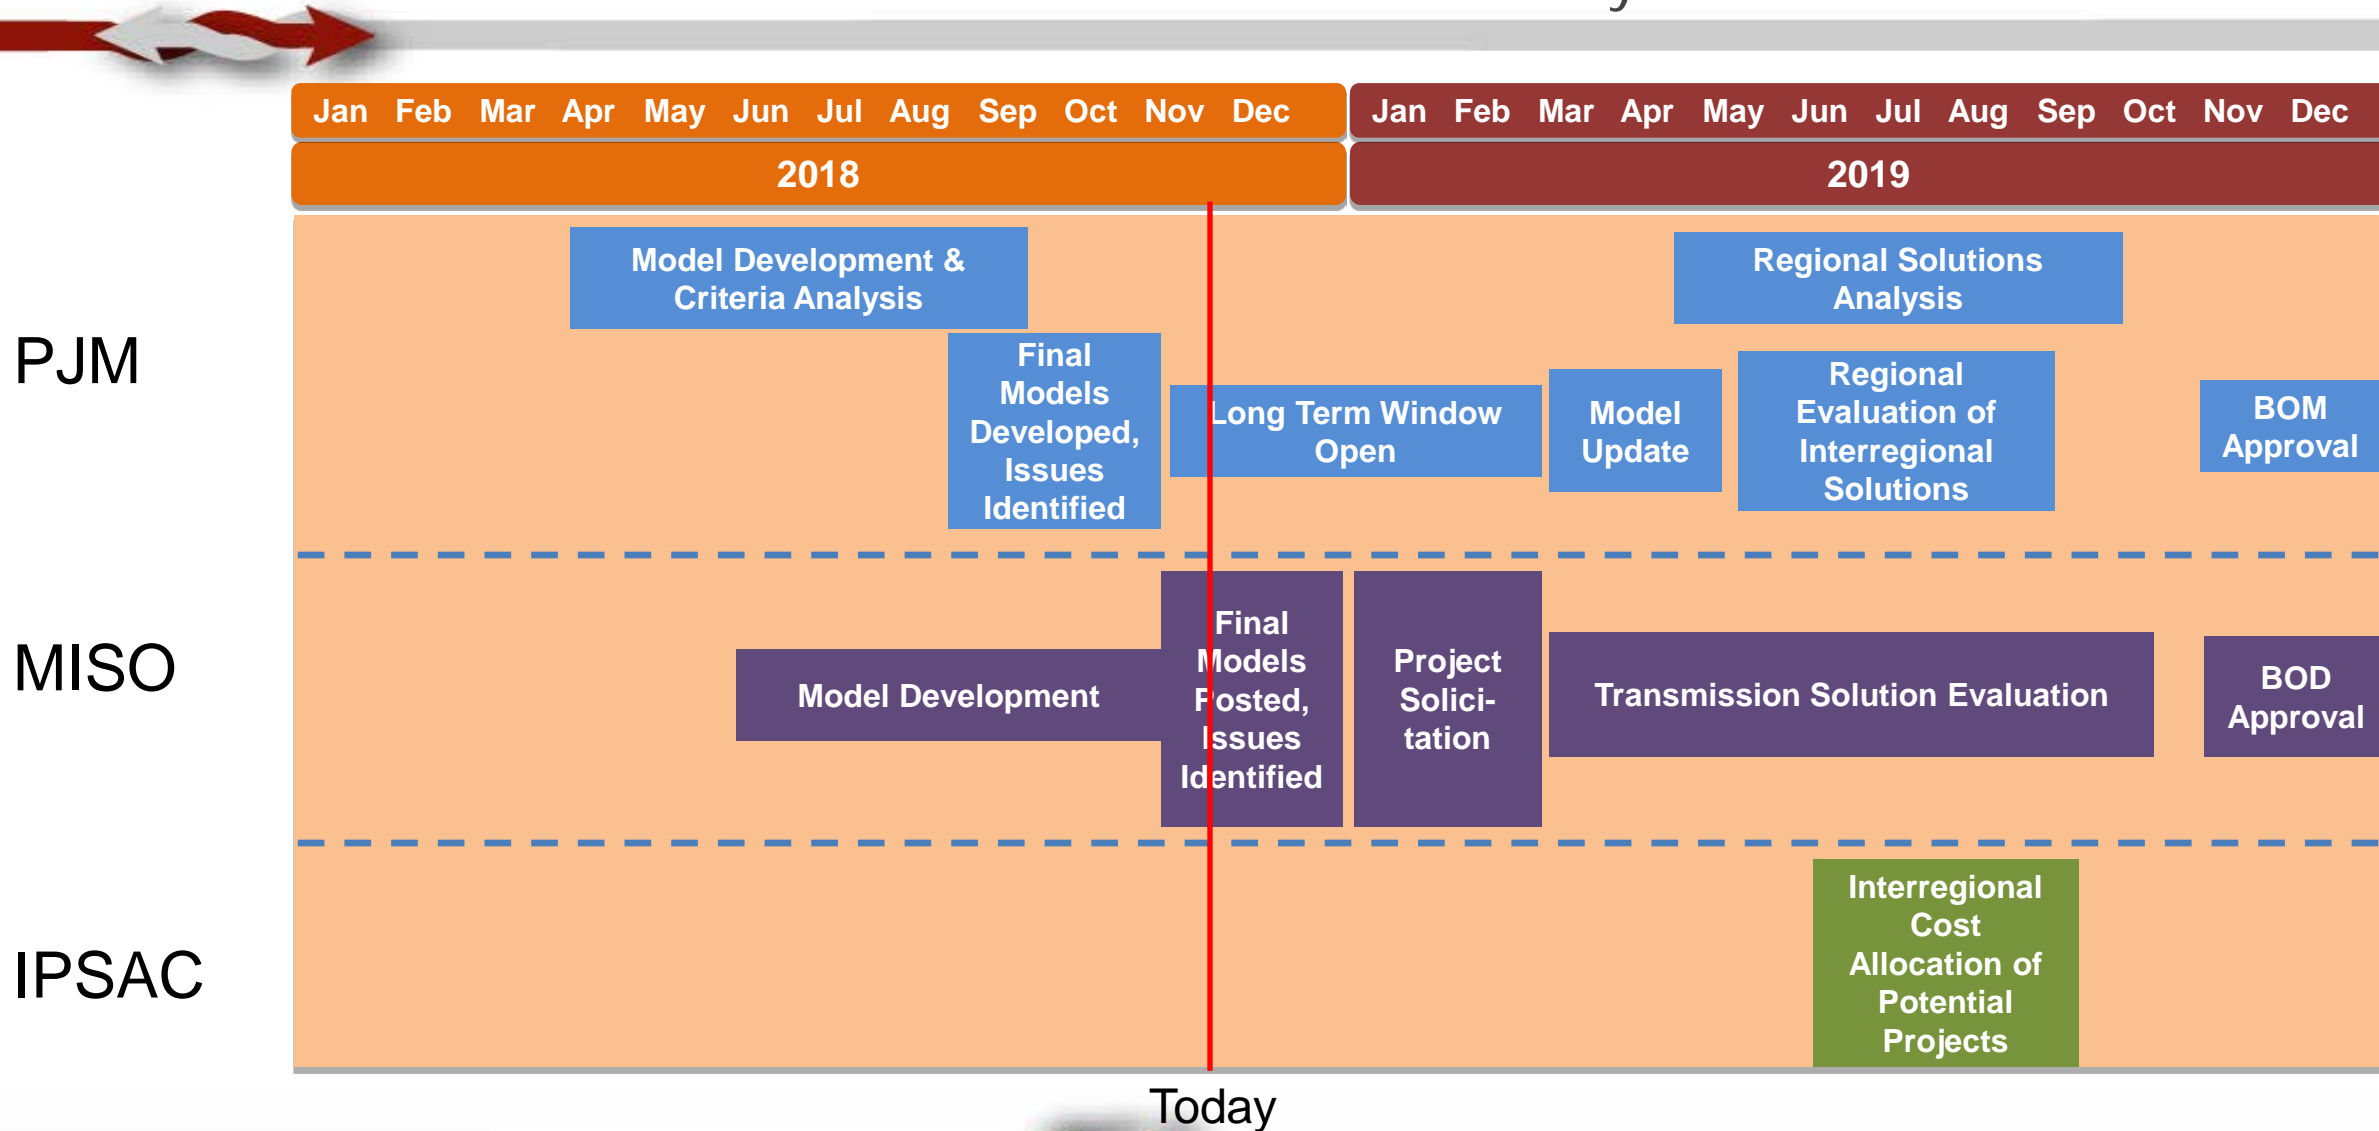 Jan Feb Mar Apr May Jun Jul Aug Sep Oct Nov Dec
Jan Feb Mar Apr May Jun Jul Aug Sep Oct Nov Dec
2018
2019
PJM
Model Development &
Criteria Analysis
Final
Models
Developed,
Issues
Identified
Long Term Window
Open
Model
Update
Regional Solutions
Analysis
Regional
Evaluation of
Interregional
Solutions
BOM
Approval
MISO
Model Development
Final
Models
Posted,
Issues
Identified
Project
Solici-
tation
Transmission Solution Evaluation
BOD
Approval
IPSAC
Interregional
Cost
Allocation of
Potential
Projects
Today